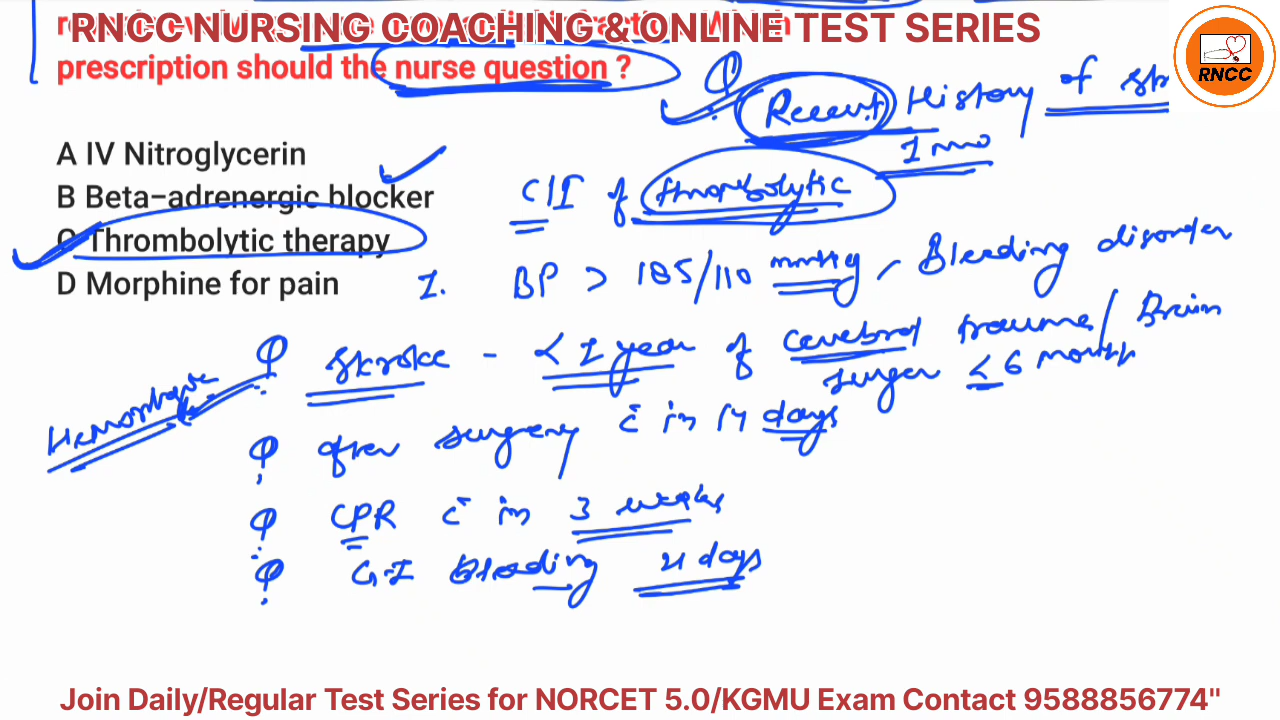 RNCC NURSING COACHING & ONLINE TEST SERIES
prescription should the nurse question ?
RNCC
Recent History of
1 mo
A IV Nitroglycerin
B Beta-adrenergic blocker
C Thrombolytic therapy
D Morphine for pain
C/I of thrombolytic
1. BP > 185/110 mmHg, Bleeding disorder
Stroke - < 1 year of cerebral trauma/ Brain
surger < 6 months
Hemorrhagic
after surgery c̄ in 14 days
CPR c̄ in 3 weeks
G.I Bleeding 21 days
Join Daily/Regular Test Series for NORCET 5.0/KGMU Exam Contact 9588856774"